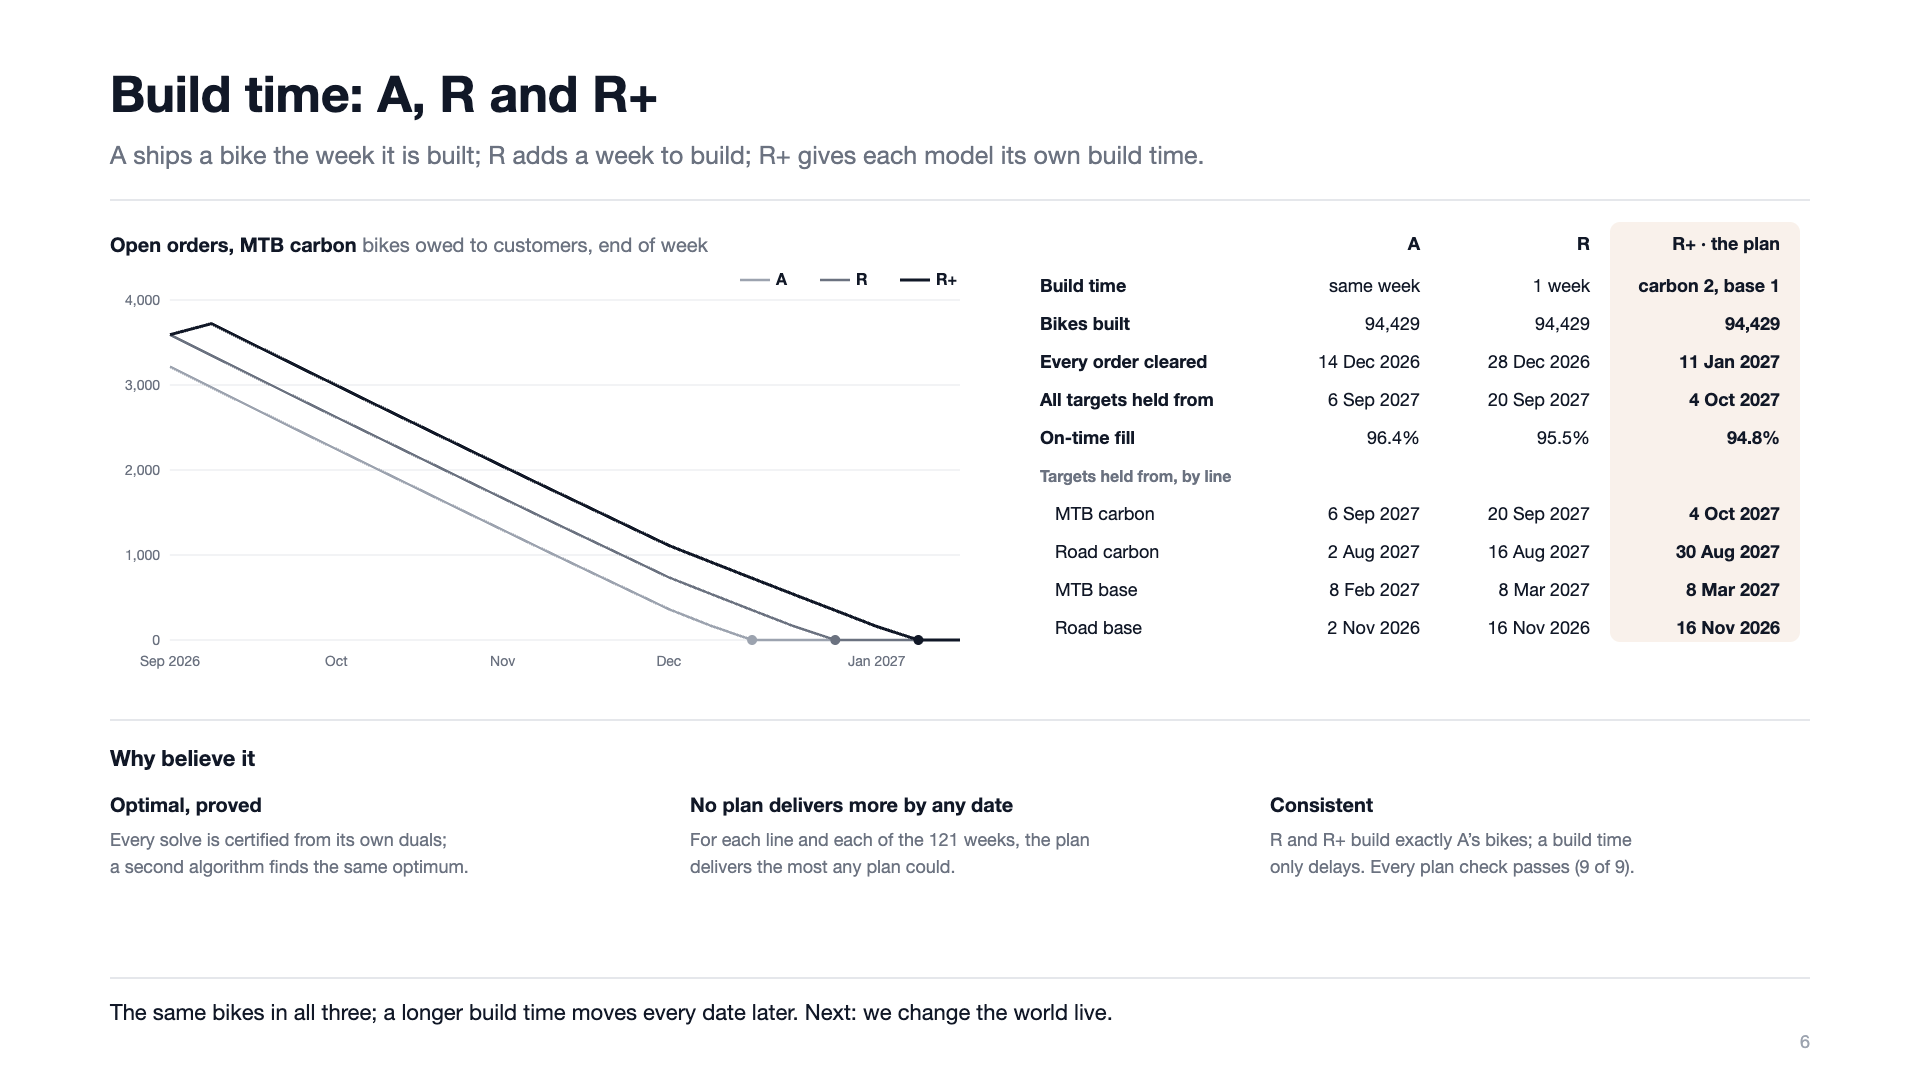 Build time: A, R and R+
A ships a bike the week it is built; R adds a week to build; R+ gives each model its own build time.
Open orders, MTB carbon bikes owed to customers, end of week
A R R+
4,000
3,000
2,000
1,000
0
Sep 2026 Oct Nov Dec Jan 2027
A R R+ · the plan
Build time same week 1 week carbon 2, base 1
Bikes built 94,429 94,429 94,429
Every order cleared 14 Dec 2026 28 Dec 2026 11 Jan 2027
All targets held from 6 Sep 2027 20 Sep 2027 4 Oct 2027
On-time fill 96.4% 95.5% 94.8%
Targets held from, by line
MTB carbon 6 Sep 2027 20 Sep 2027 4 Oct 2027
Road carbon 2 Aug 2027 16 Aug 2027 30 Aug 2027
MTB base 8 Feb 2027 8 Mar 2027 8 Mar 2027
Road base 2 Nov 2026 16 Nov 2026 16 Nov 2026
Why believe it
Optimal, proved
Every solve is certified from its own duals;
a second algorithm finds the same optimum.
No plan delivers more by any date
For each line and each of the 121 weeks, the plan
delivers the most any plan could.
Consistent
R and R+ build exactly A’s bikes; a build time
only delays. Every plan check passes (9 of 9).
The same bikes in all three; a longer build time moves every date later. Next: we change the world live.
6